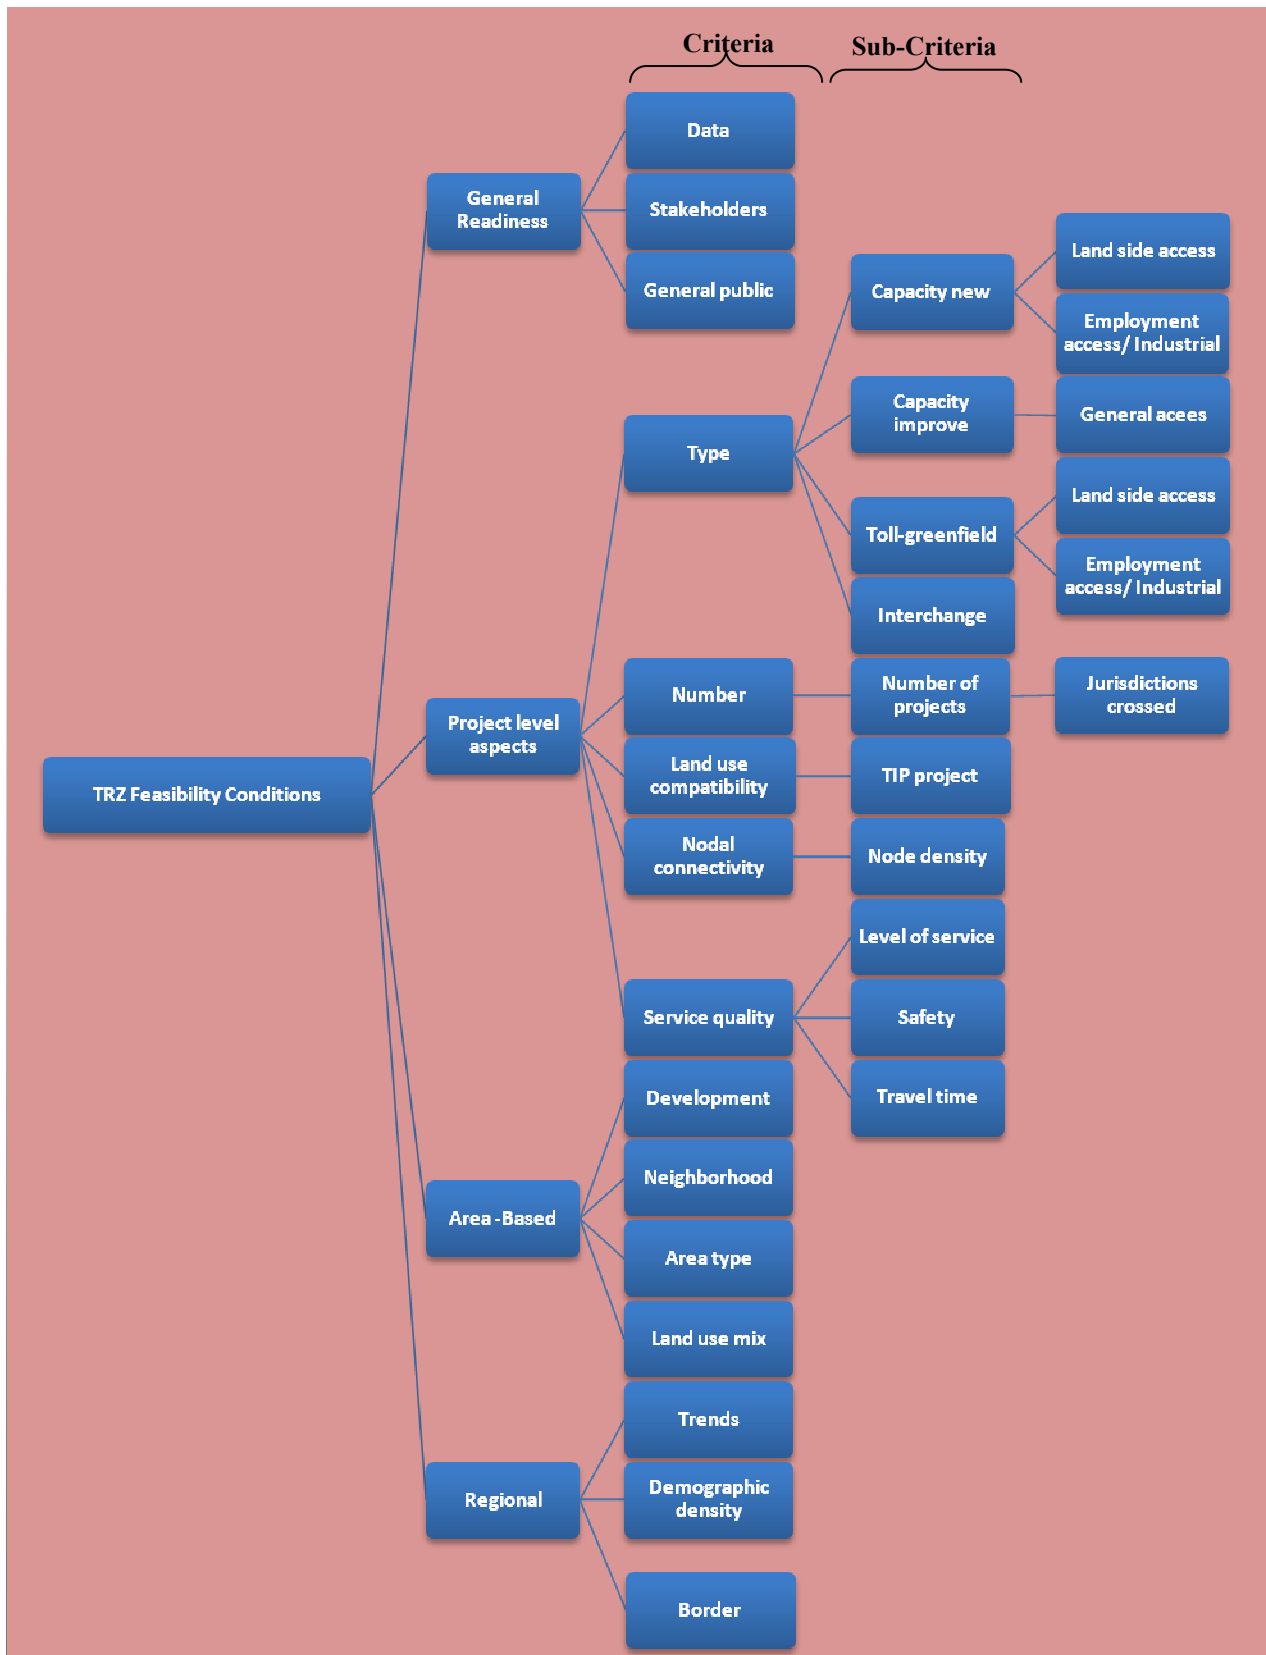 Criteria
Sub-Criteria
Data
General
Readiness
Stakeholders
General public
Land side access
Capacity new
Employment
access/ Industrial
Type
Capacity
improve
General acees
Land side access
Toll-greenfield
Employment
access/ Industrial
Interchange
Number
Number of
projects
Jurisdictions
crossed
Project level
aspects
Land use
compatibility
TIP project
TRZ Feasibility Conditions
Nodal
connectivity
Node density
Level of service
Service quality
Safety
Travel time
Development
Neighborhood
Area -Based
Area type
Land use mix
Trends
Regional
Demographic
density
Border